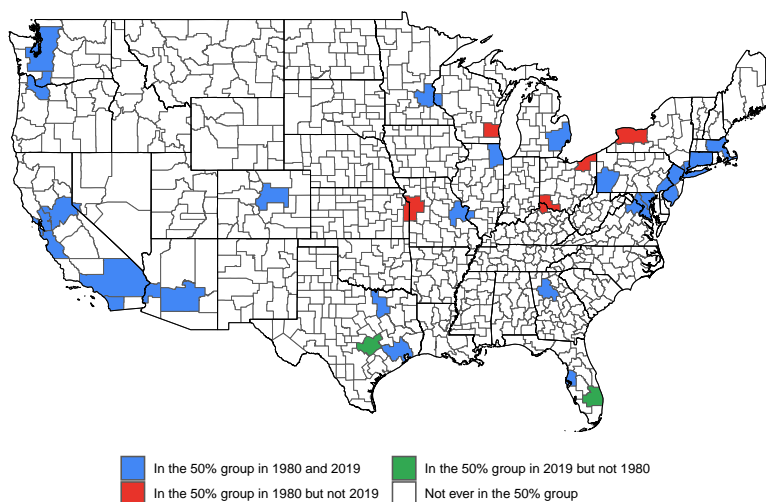 In the 50% group in 1980 and 2019
In the 50% group in 2019 but not 1980
In the 50% group in 1980 but not 2019
Not ever in the 50% group